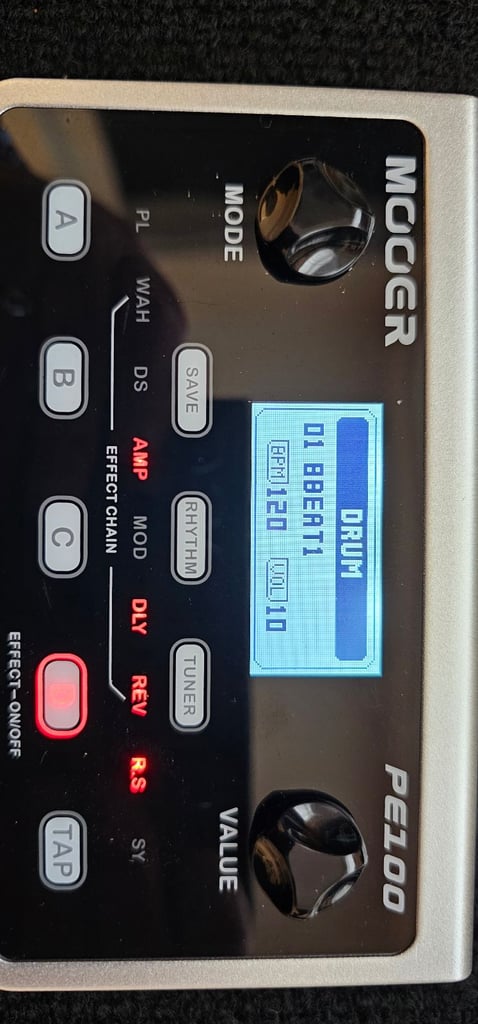 MOOER
PE100
DRUM
01 8BEAT1
BPM 120 VOL 10
MODE
VALUE
SAVE
RHYTHM
TUNER
PL WAH DS AMP MOD DLY REV R.S SY.
EFFECT CHAIN
A
B
C
D
TAP
EFFECT-ON/OFF